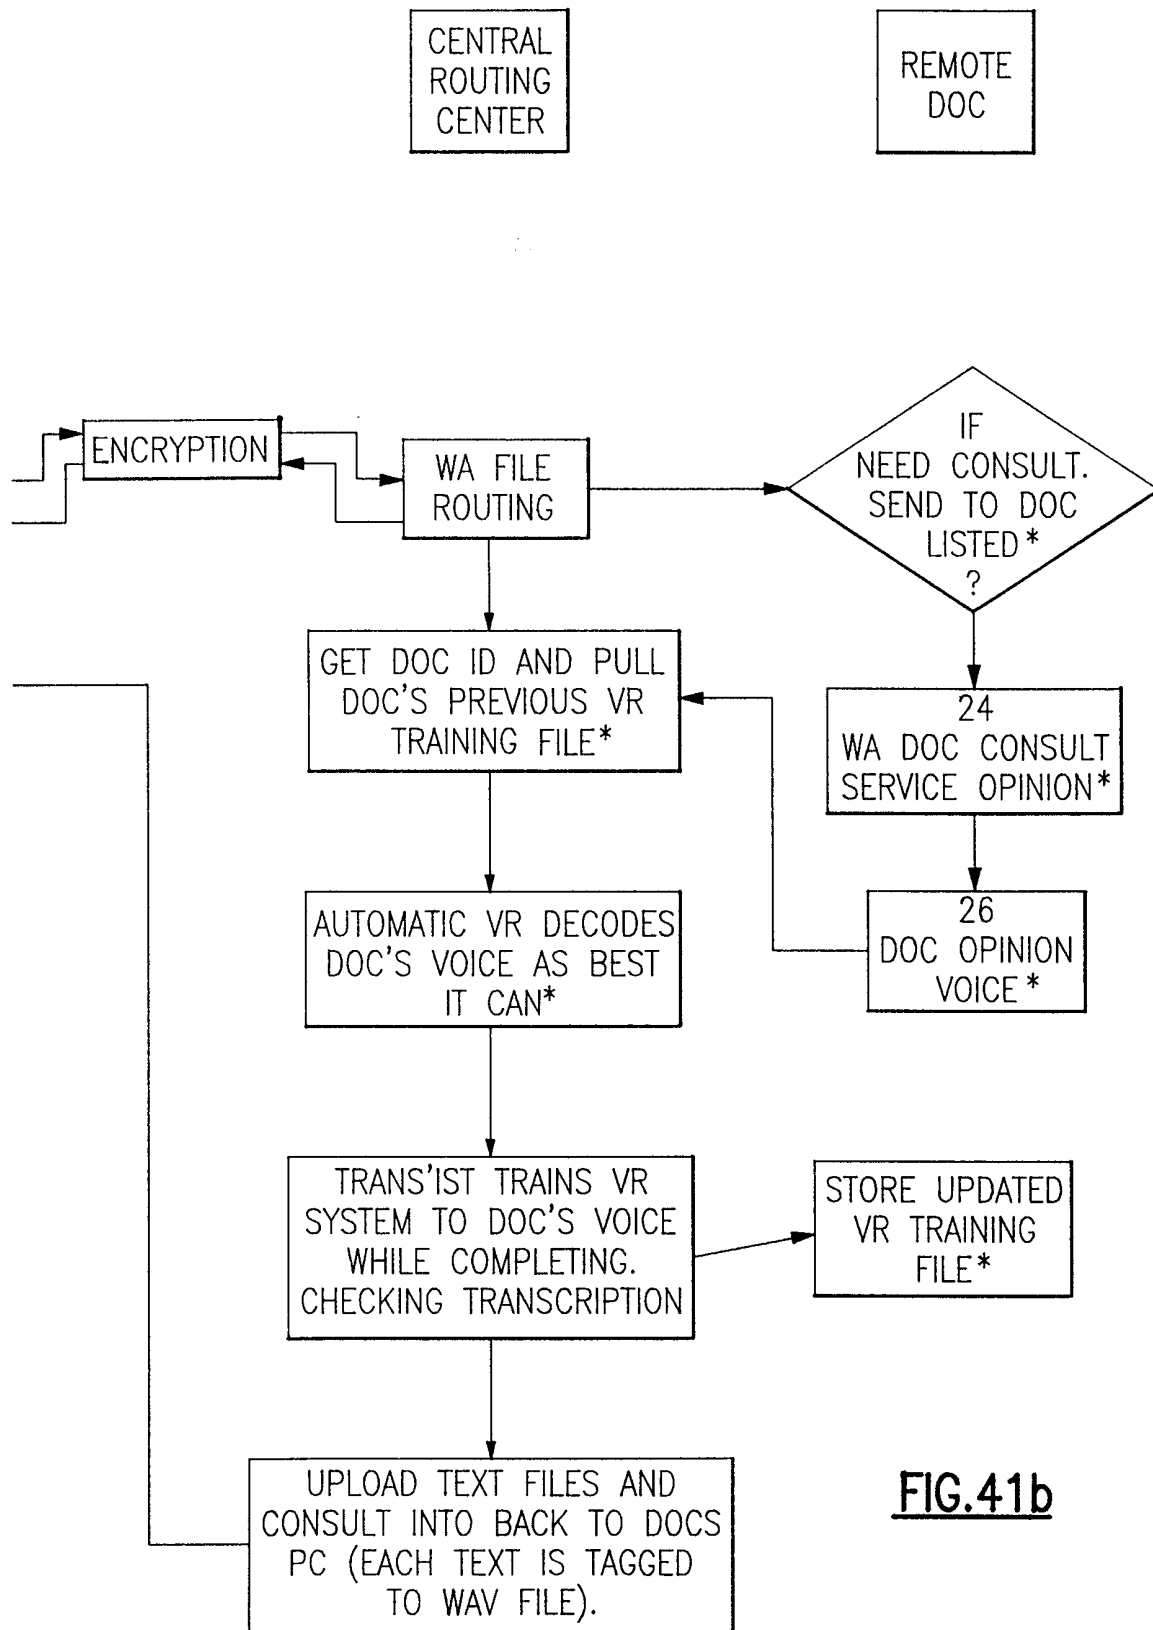 CENTRAL
ROUTING
CENTER
REMOTE
DOC
ENCRYPTION
WA FILE
ROUTING
IF
NEED CONSULT.
SEND TO DOC
LISTED*
?
GET DOC ID AND PULL
DOC'S PREVIOUS VR
TRAINING FILE*
24
WA DOC CONSULT
SERVICE OPINION*
AUTOMATIC VR DECODES
DOC'S VOICE AS BEST
IT CAN*
26
DOC OPINION
VOICE*
TRANS'IST TRAINS VR
SYSTEM TO DOC'S VOICE
WHILE COMPLETING.
CHECKING TRANSCRIPTION
STORE UPDATED
VR TRAINING
FILE*
UPLOAD TEXT FILES AND
CONSULT INTO BACK TO DOCS
PC (EACH TEXT IS TAGGED
TO WAV FILE).
FIG.41b